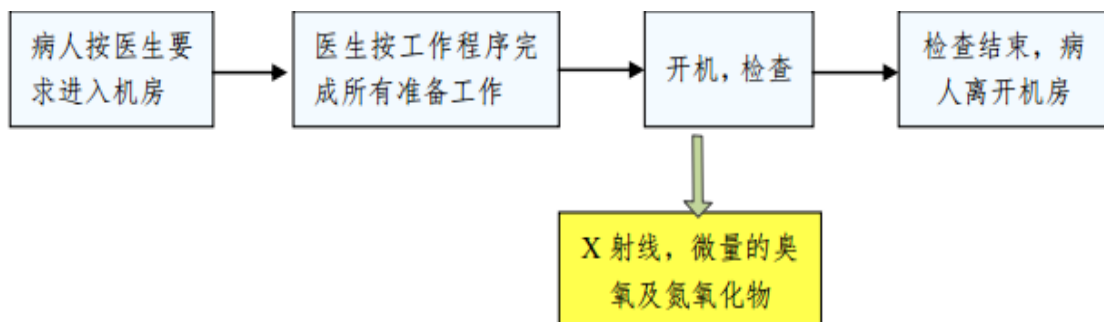 病人按医生要
求进入机房
医生按工作程序完
成所有准备工作
开机，检查
检查结束，病
人离开机房
X 射线，微量的臭
氧及氮氧化物